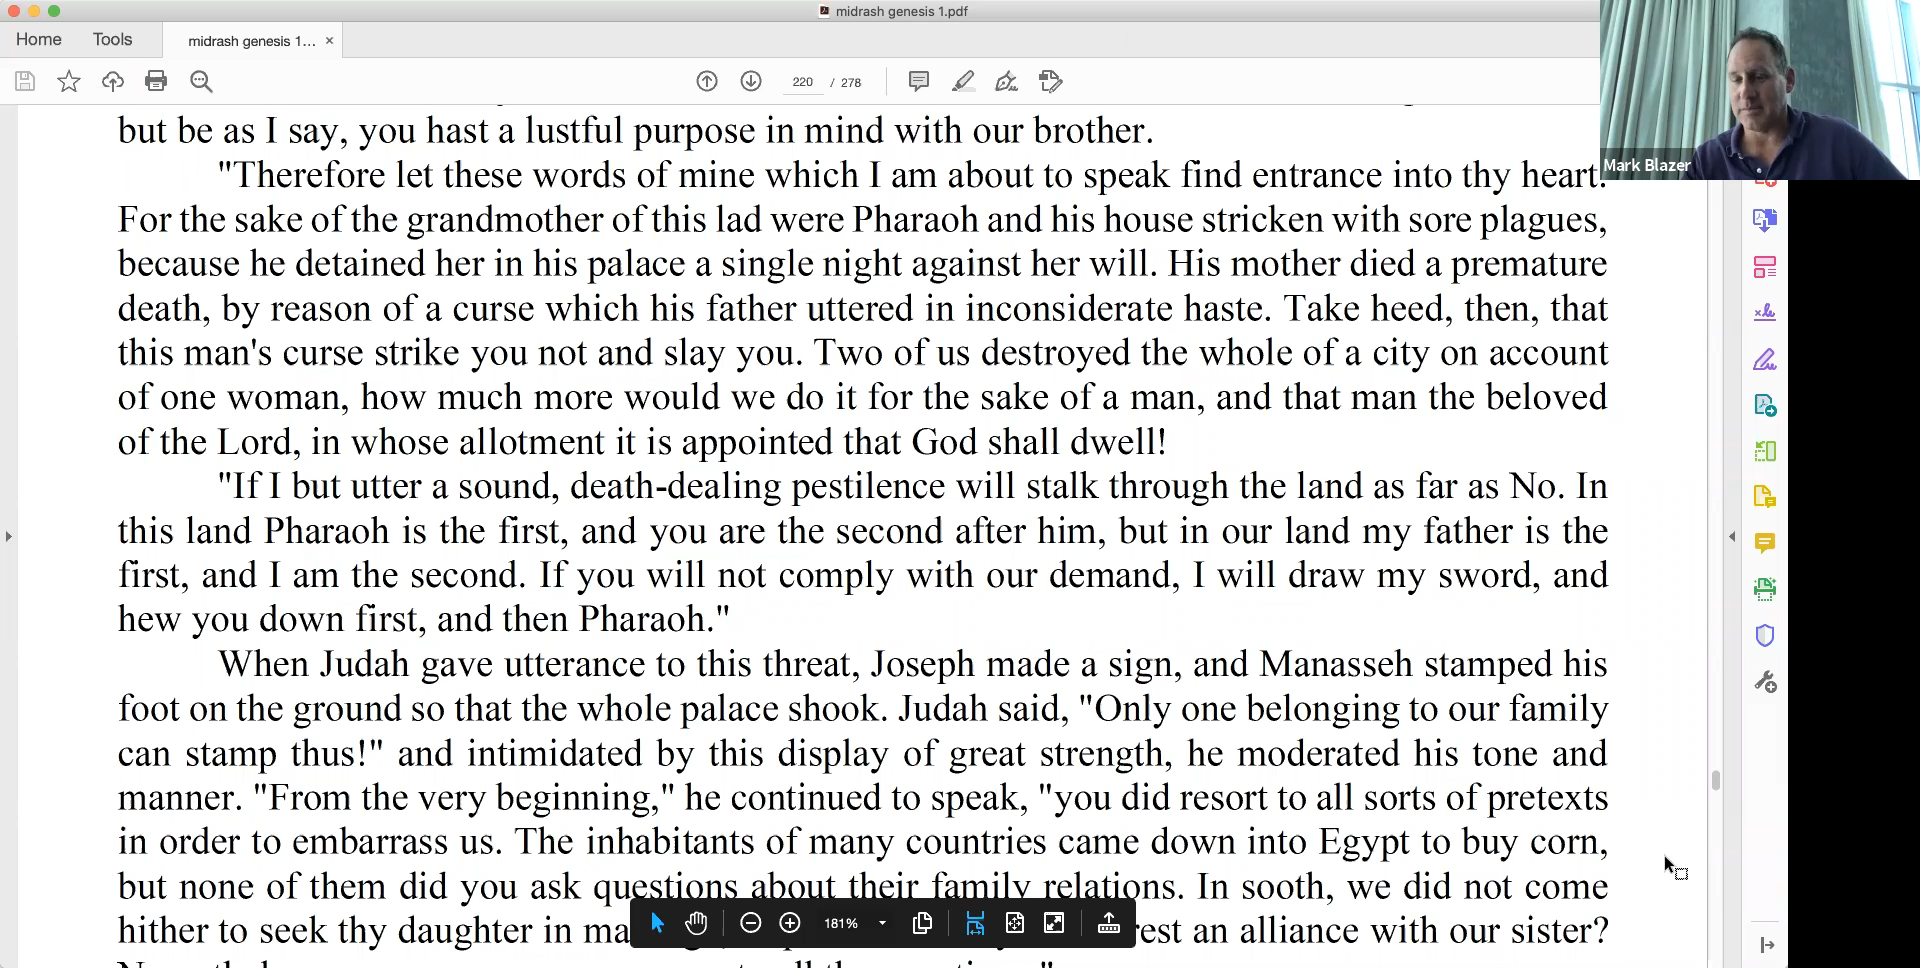 midrash genesis 1.pdf
Home Tools midrash genesis 1... ×
220 / 278
Mark Blazer
but be as I say, you hast a lustful purpose in mind with our brother.
"Therefore let these words of mine which I am about to speak find entrance into thy heart.
For the sake of the grandmother of this lad were Pharaoh and his house stricken with sore plagues,
because he detained her in his palace a single night against her will. His mother died a premature
death, by reason of a curse which his father uttered in inconsiderate haste. Take heed, then, that
this man's curse strike you not and slay you. Two of us destroyed the whole of a city on account
of one woman, how much more would we do it for the sake of a man, and that man the beloved
of the Lord, in whose allotment it is appointed that God shall dwell!
"If I but utter a sound, death-dealing pestilence will stalk through the land as far as No. In
this land Pharaoh is the first, and you are the second after him, but in our land my father is the
first, and I am the second. If you will not comply with our demand, I will draw my sword, and
hew you down first, and then Pharaoh."
When Judah gave utterance to this threat, Joseph made a sign, and Manasseh stamped his
foot on the ground so that the whole palace shook. Judah said, "Only one belonging to our family
can stamp thus!" and intimidated by this display of great strength, he moderated his tone and
manner. "From the very beginning," he continued to speak, "you did resort to all sorts of pretexts
in order to embarrass us. The inhabitants of many countries came down into Egypt to buy corn,
but none of them did you ask questions about their family relations. In sooth, we did not come
hither to seek thy daughter in an alliance with our sister?
181%